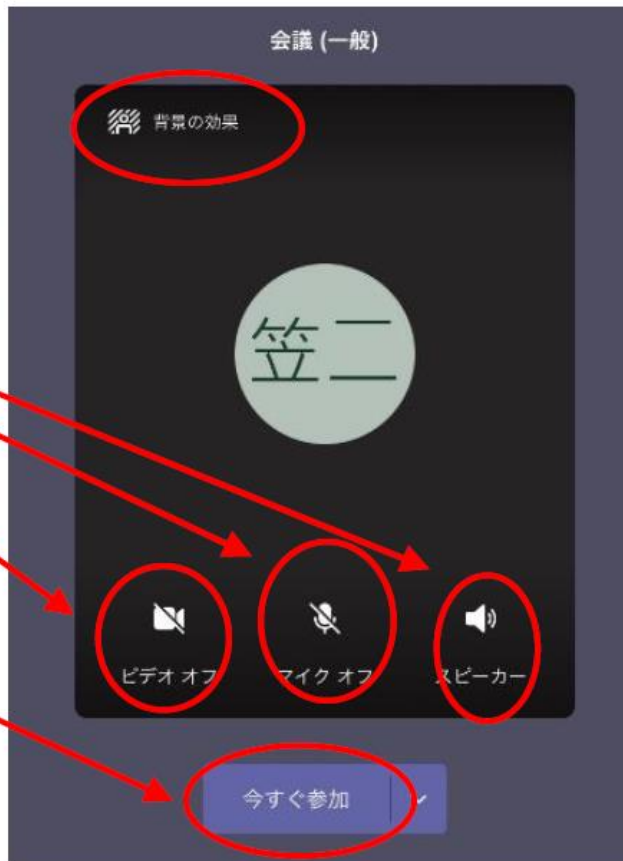 会議 (一般)
背景の効果
笠二
ビデオ オフ
マイク オフ
スピーカー
今すぐ参加